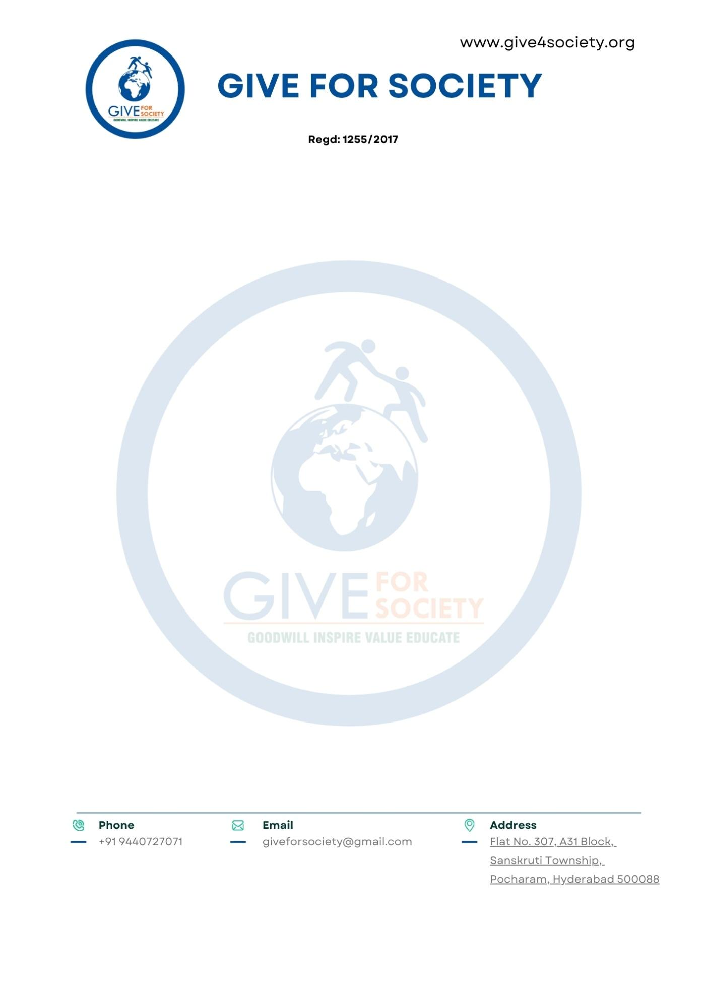 www.give4society.org
GIVE FOR SOCIETY
GIVE FOR
SOCIETY
GOODWILL INSPIRE VALUE EDUCATE
Regd: 1255/2017
GIVE FOR
SOCIETY
GOODWILL INSPIRE VALUE EDUCATE
Phone
+91 9440727071
Email
giveforsociety@gmail.com
Address
Flat No. 307, A31 Block,
Sanskruti Township,
Pocharam, Hyderabad 500088